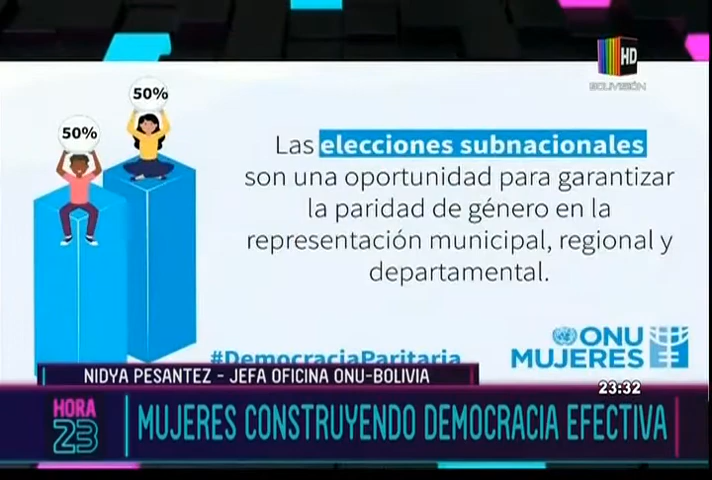 HD
BOLIVISIÓN
50%
50%
Las elecciones subnacionales
son una oportunidad para garantizar
la paridad de género en la
representación municipal, regional y
departamental.
#DemocraciaParitaria
ONU
MUJERES
NIDYA PESANTEZ - JEFA OFICINA ONU-BOLIVIA
23:32
HORA
23
MUJERES CONSTRUYENDO DEMOCRACIA EFECTIVA